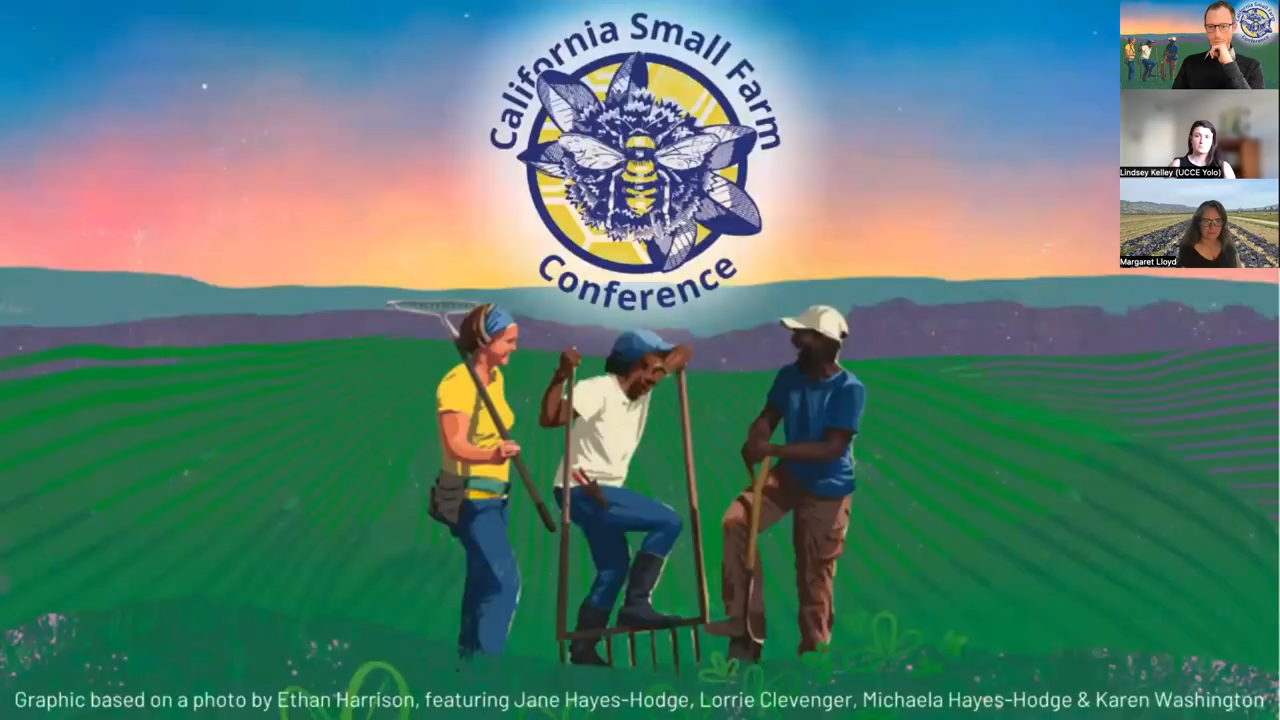 California Small Farm
Conference
Lindsey Kelley (UCCE Yolo)
Margaret Lloyd
Graphic based on a photo by Ethan Harrison, featuring Jane Hayes-Hodge, Lorrie Clevenger, Michaela Hayes-Hodge & Karen Washington